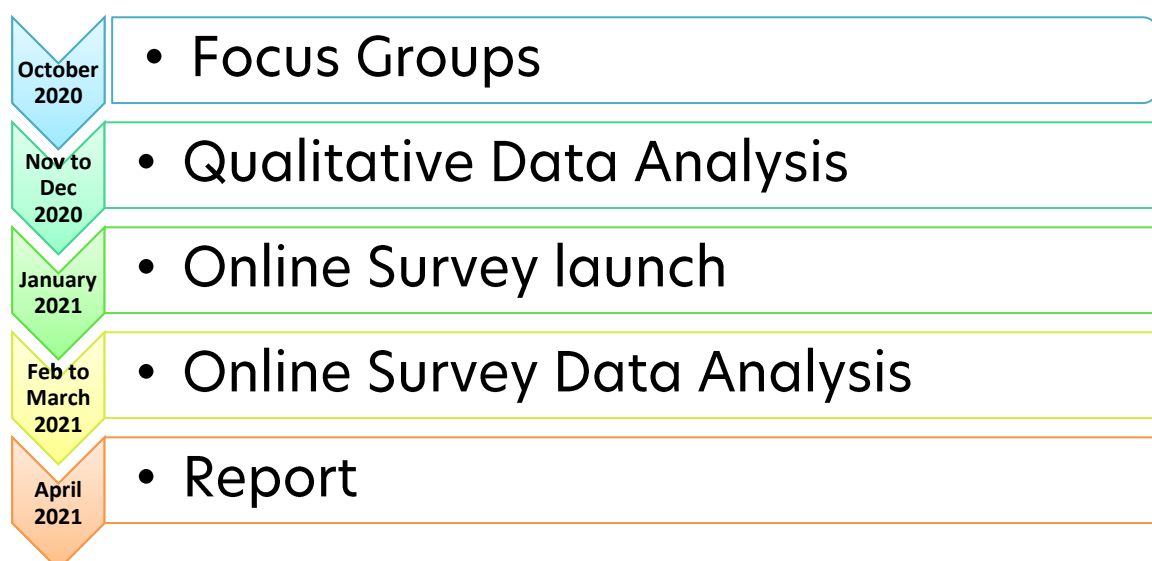 October
2020
• Focus Groups
Nov to
Dec
2020
• Qualitative Data Analysis
January
2021
• Online Survey launch
Feb to
March
2021
• Online Survey Data Analysis
April
2021
• Report